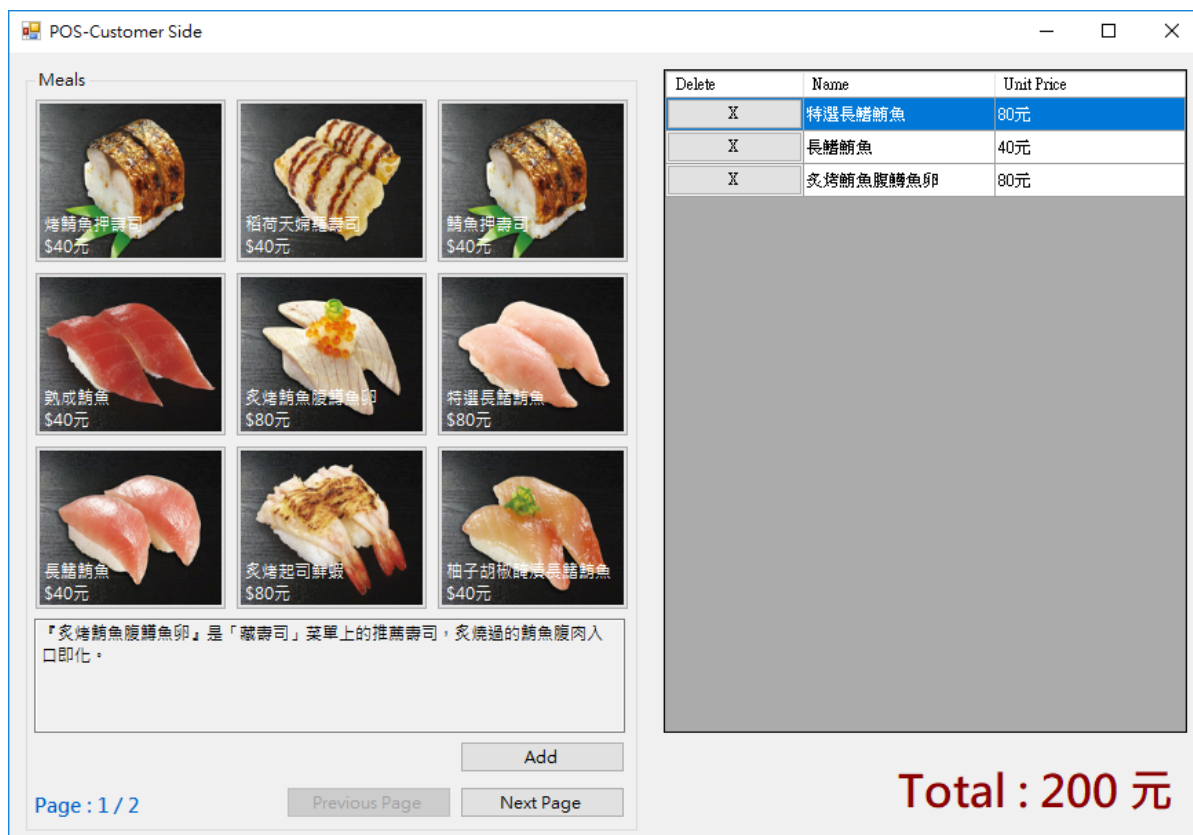 POS-Customer Side
Meals
烤鯖魚押壽司
$40元
稻荷天婦羅壽司
$40元
鯖魚押壽司
$40元
熟成鮪魚
$40元
炙烤鮪魚腹鱒魚卵
$80元
特選長鰭鮪魚
$80元
長鰭鮪魚
$40元
炙烤起司鮮蝦
$80元
柚子胡椒醃漬長鰭鮪魚
$40元
『炙烤鮪魚腹鱒魚卵』是「藏壽司」菜單上的推薦壽司，炙燒過的鮪魚腹肉入
口即化。
Add
Page : 1 / 2
Previous Page
Next Page
Delete Name Unit Price
X 特選長鰭鮪魚 80元
X 長鰭鮪魚 40元
X 炙烤鮪魚腹鱒魚卵 80元
Total : 200 元